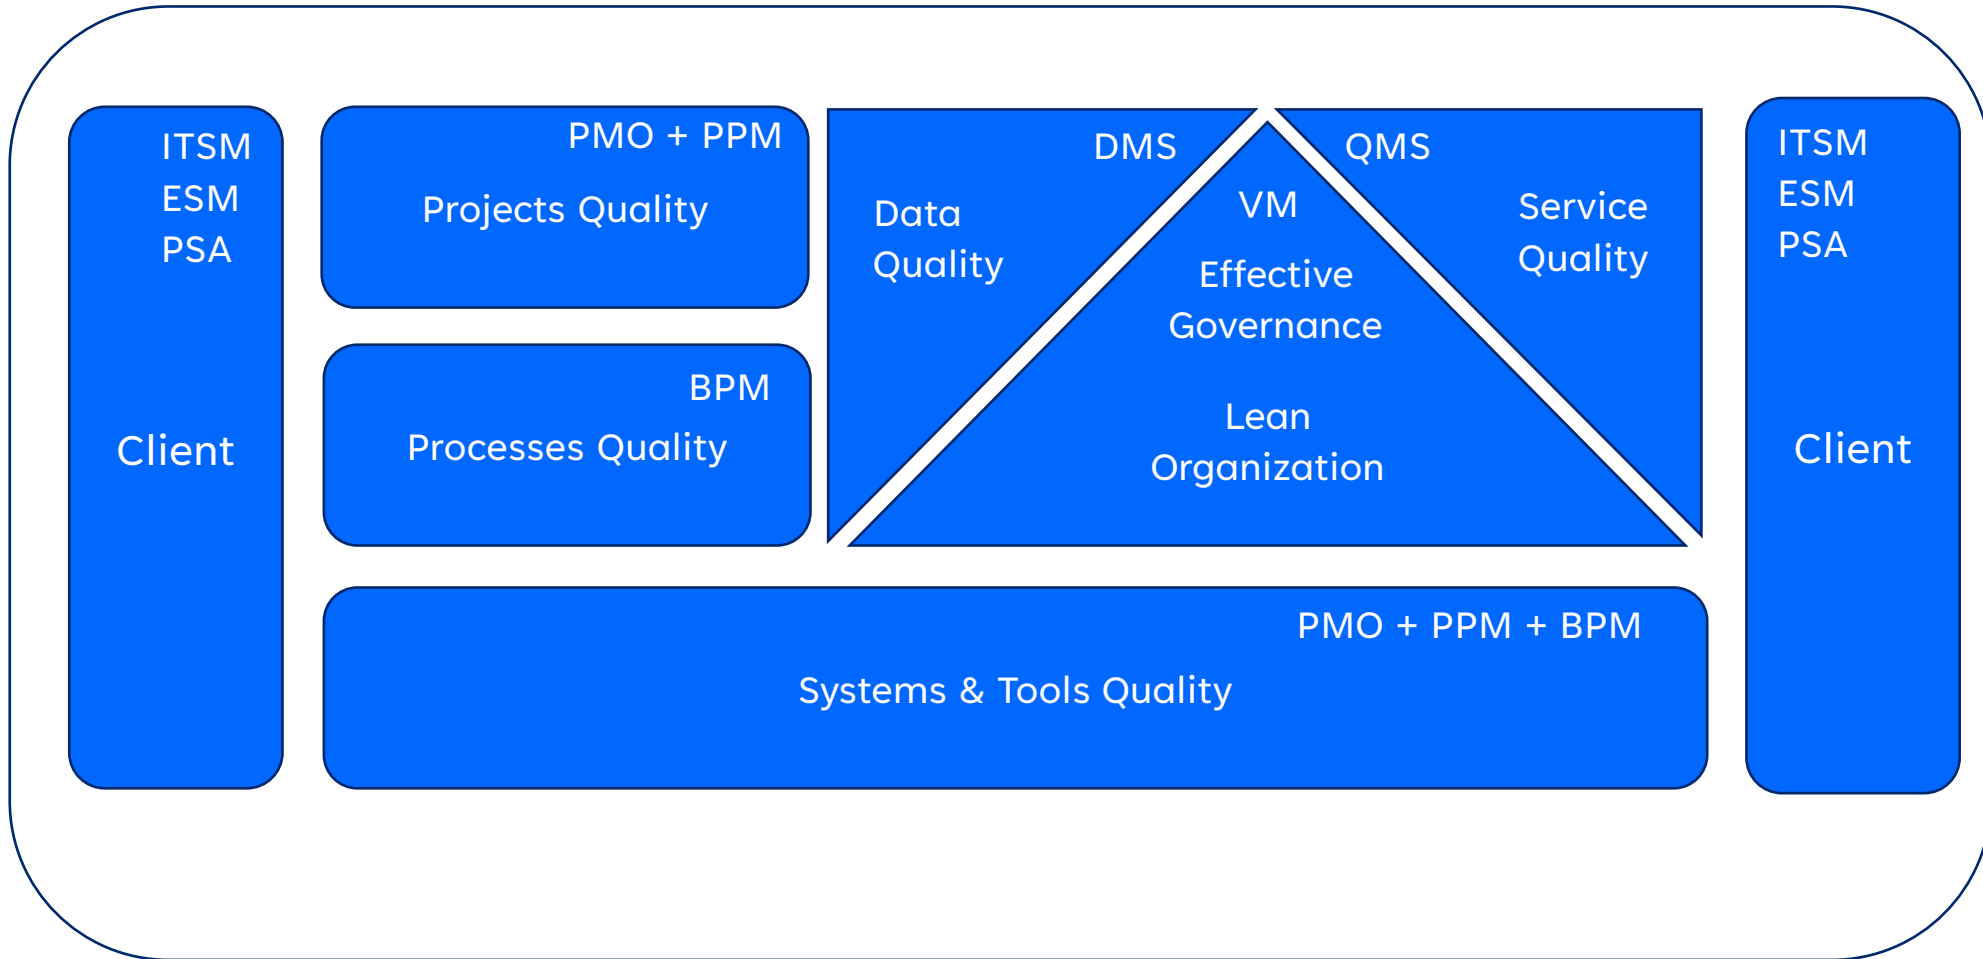 ITSM
ESM
PSA
Client
PMO + PPM
Projects Quality
BPM
Processes Quality
DMS
Data
Quality
VM
Effective
Governance
Lean
Organization
QMS
Service
Quality
PMO + PPM + BPM
Systems & Tools Quality
ITSM
ESM
PSA
Client